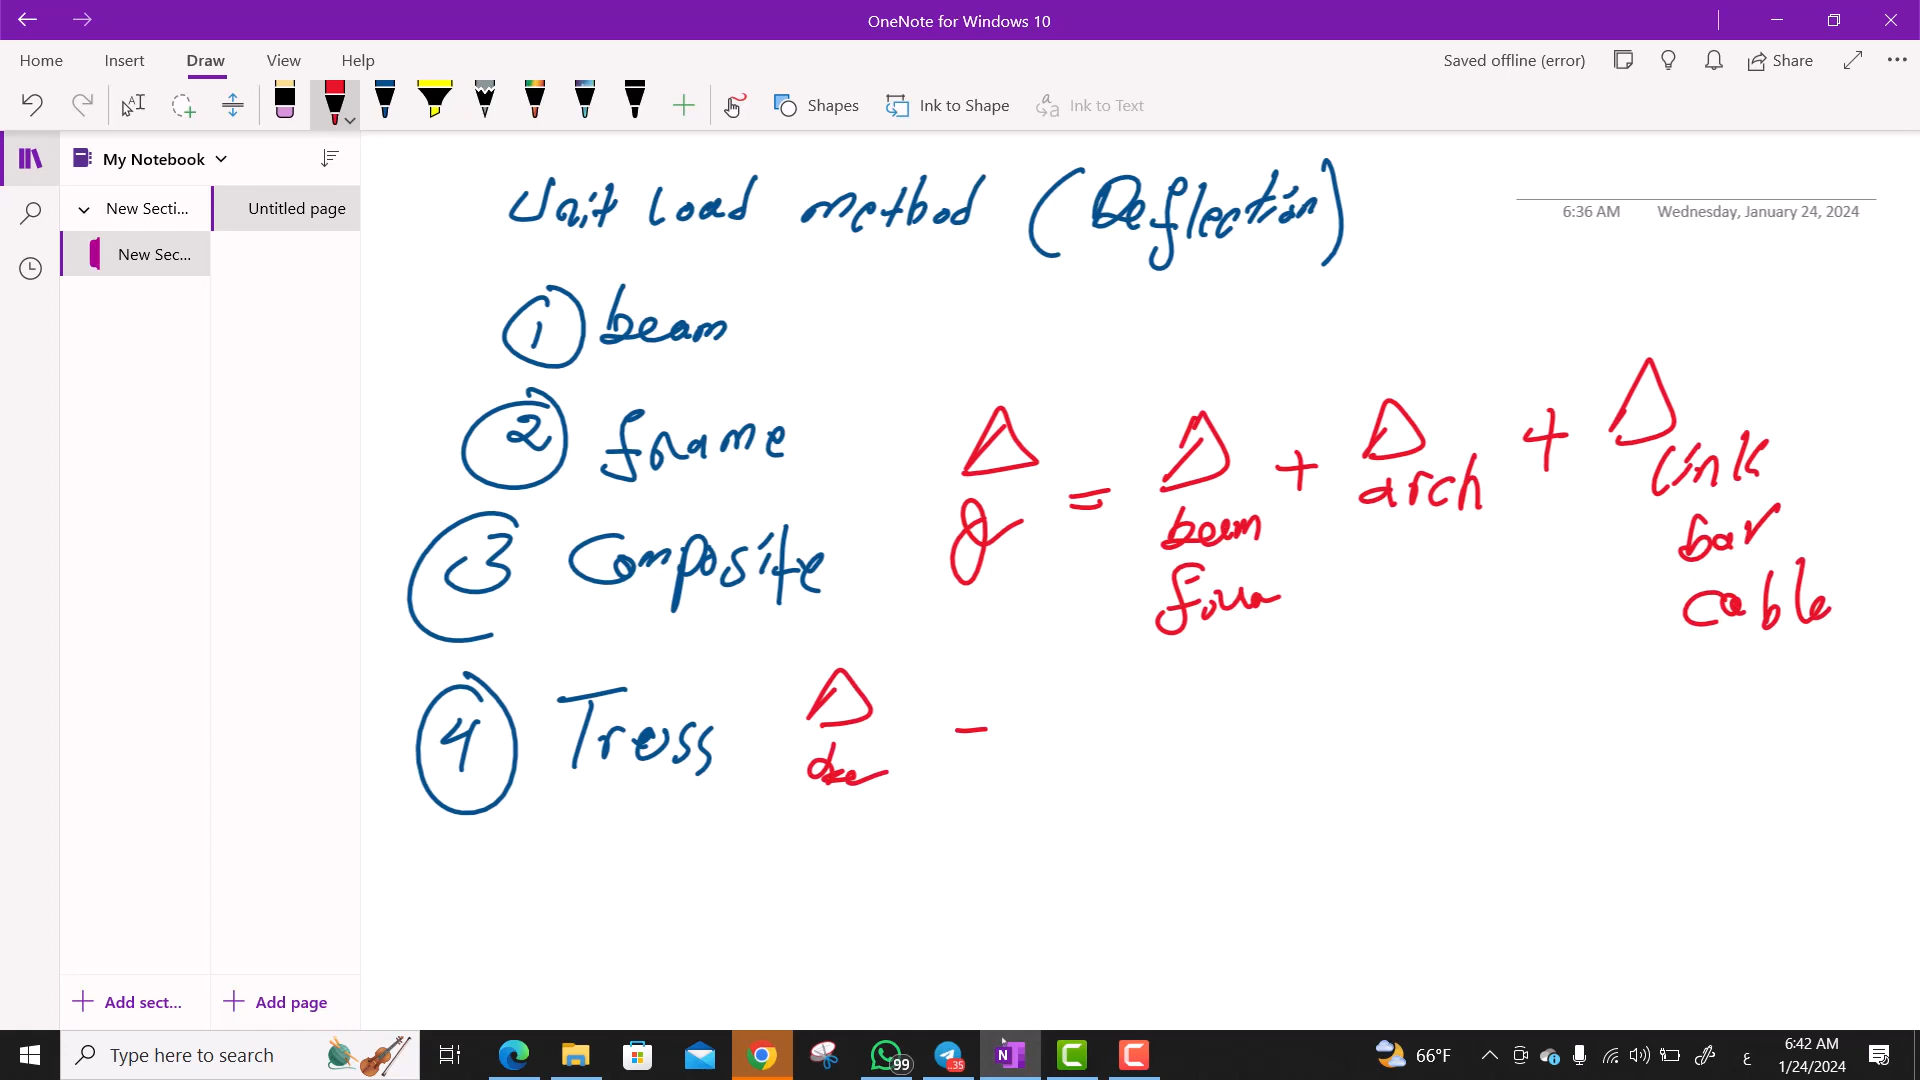 OneNote for Windows 10
Home Insert Draw View Help
Saved offline (error) Share
Shapes Ink to Shape Ink to Text
My Notebook
New Secti... Untitled page
New Sec...
6:36 AM Wednesday, January 24, 2024
Unit Load method (Deflection)
1 beam
2 frame
3 Composite
Δ = Δ + Δ + Δ
beam arch link
bar
cable
4 Truss Δ -
Add sect... Add page
Type here to search
99
35
66°F
ع
6:42 AM
1/24/2024